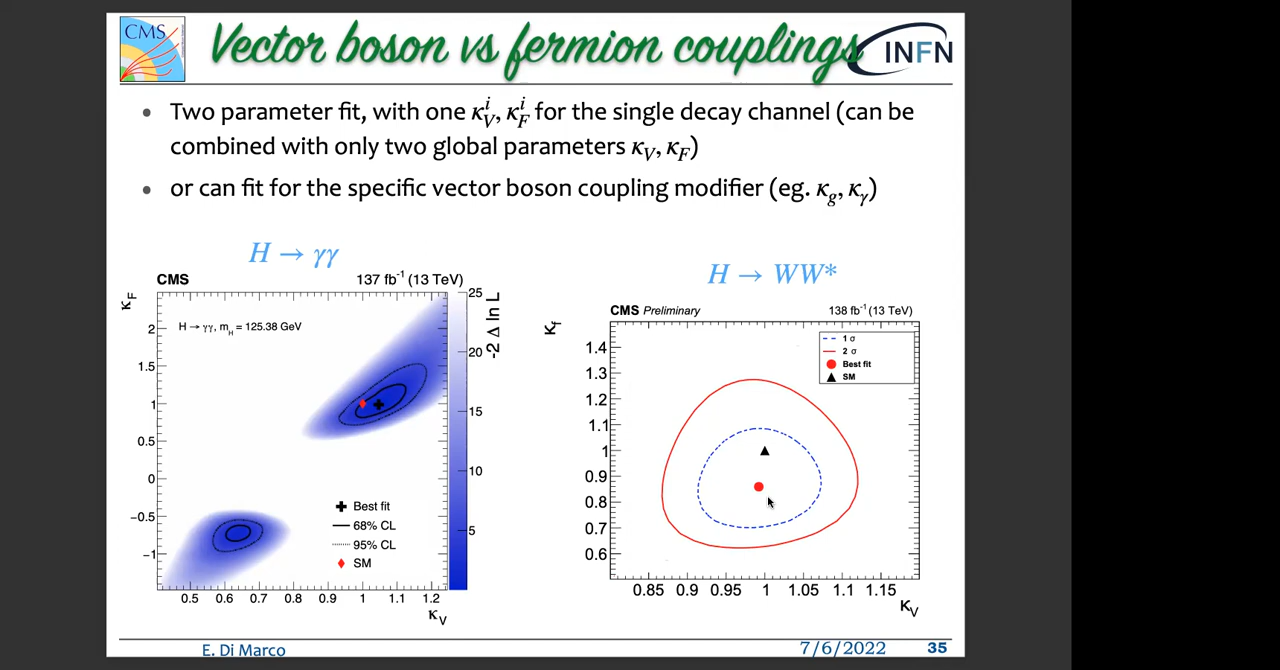 CMS
Vector boson vs fermion couplings
INFN
• Two parameter fit, with one κ_V^i, κ_F^i for the single decay channel (can be
combined with only two global parameters κ_V, κ_F)
• or can fit for the specific vector boson coupling modifier (eg. κ_g, κ_γ)
H → γγ
CMS 137 fb⁻¹ (13 TeV)
κ_F
H→ γγ, m_H = 125.38 GeV
2
1.5
1
0.5
0
−0.5
−1
Best fit
68% CL
95% CL
SM
0.5 0.6 0.7 0.8 0.9 1 1.1 1.2
κ_V
25
20
15
10
5
-2 Δ ln L
H → WW*
CMS Preliminary 138 fb⁻¹ (13 TeV)
κ_f
1 σ
2 σ
Best fit
SM
1.4
1.3
1.2
1.1
1
0.9
0.8
0.7
0.6
0.85 0.9 0.95 1 1.05 1.1 1.15
κ_V
E. Di Marco 7/6/2022 35